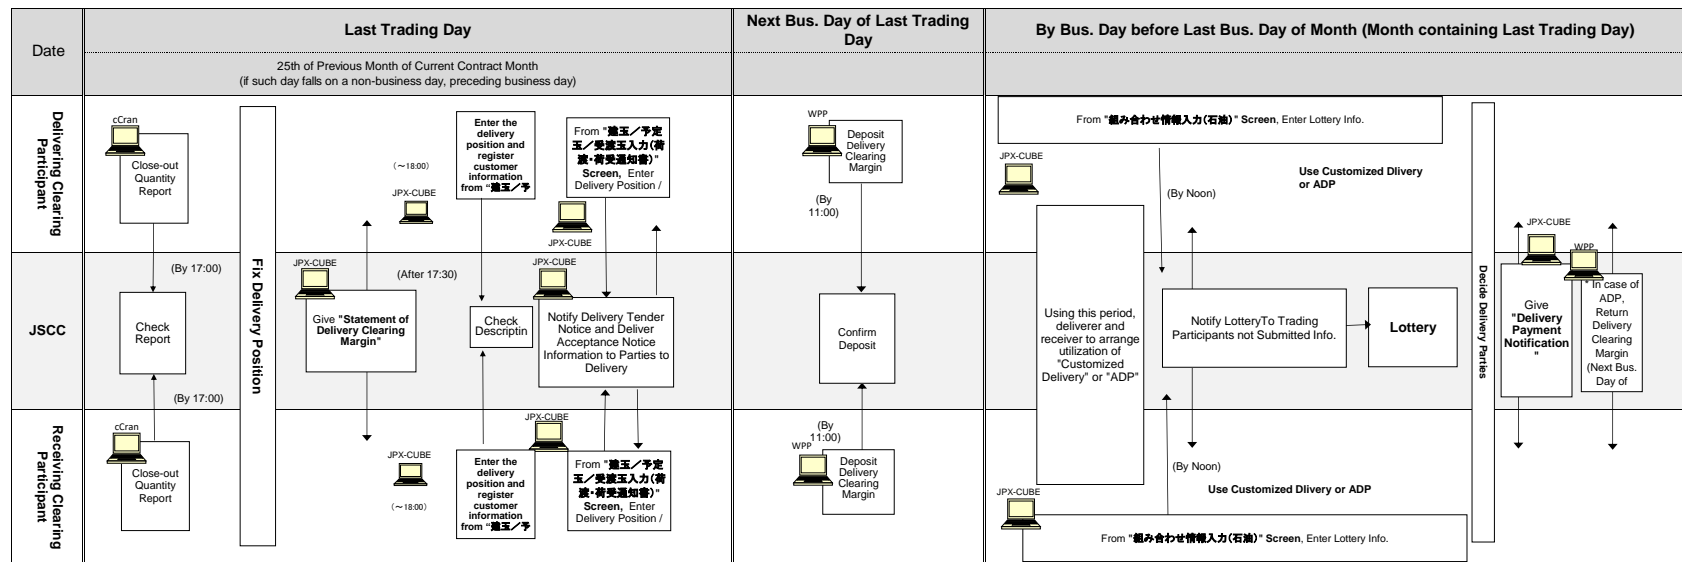 Date
Last Trading Day
25th of Previous Month of Current Contract Month
(if such day falls on a non-business day, preceding business day)
Next Bus. Day of Last Trading
Day
By Bus. Day before Last Bus. Day of Month (Month containing Last Trading Day)
Delivering Clearing
Participant
cCran
Close-out
Quantity
Report
(By 17:00)
Fix Delivery Position
(～18:00)
JPX-CUBE
Enter the
delivery
position and
register
customer
information
from "建玉／予
From "建玉／予定
玉／受渡玉入力(荷
渡・荷受通知書)"
Screen, Enter
Delivery Position /
JPX-CUBE
WPP
Deposit
Delivery
Clearing
Margin
(By
11:00)
From "組み合わせ情報入力(石油)" Screen, Enter Lottery Info.
JPX-CUBE
Use Customized Dlivery
or ADP
(By Noon)
JSCC
Check
Report
JPX-CUBE
Give "Statement of
Delivery Clearing
Margin"
(After 17:30)
Check
Descriptin
JPX-CUBE
Notify Delivery Tender
Notice and Deliver
Acceptance Notice
Information to Parties to
Delivery
Confirm
Deposit
Using this period,
deliverer and
receiver to arrange
utilization of
"Customized
Delivery" or "ADP"
Notify LotteryTo Trading
Participants not Submitted Info.
Lottery
Decide Delivery Parties
JPX-CUBE
Give
"Delivery
Payment
Notification
"
WPP
* In case of
ADP,
Return
Delivery
Clearing
Margin
(Next Bus.
Day of
(By 17:00)
Receiving Clearing
Participant
cCran
Close-out
Quantity
Report
JPX-CUBE
(～18:00)
Enter the
delivery
position and
register
customer
information
from "建玉／予
JPX-CUBE
From "建玉／予定
玉／受渡玉入力(荷
渡・荷受通知書)"
Screen, Enter
Delivery Position /
(By
11:00)
WPP
Deposit
Delivery
Clearing
Margin
(By Noon)
Use Customized Dlivery or ADP
JPX-CUBE
From "組み合わせ情報入力(石油)" Screen, Enter Lottery Info.